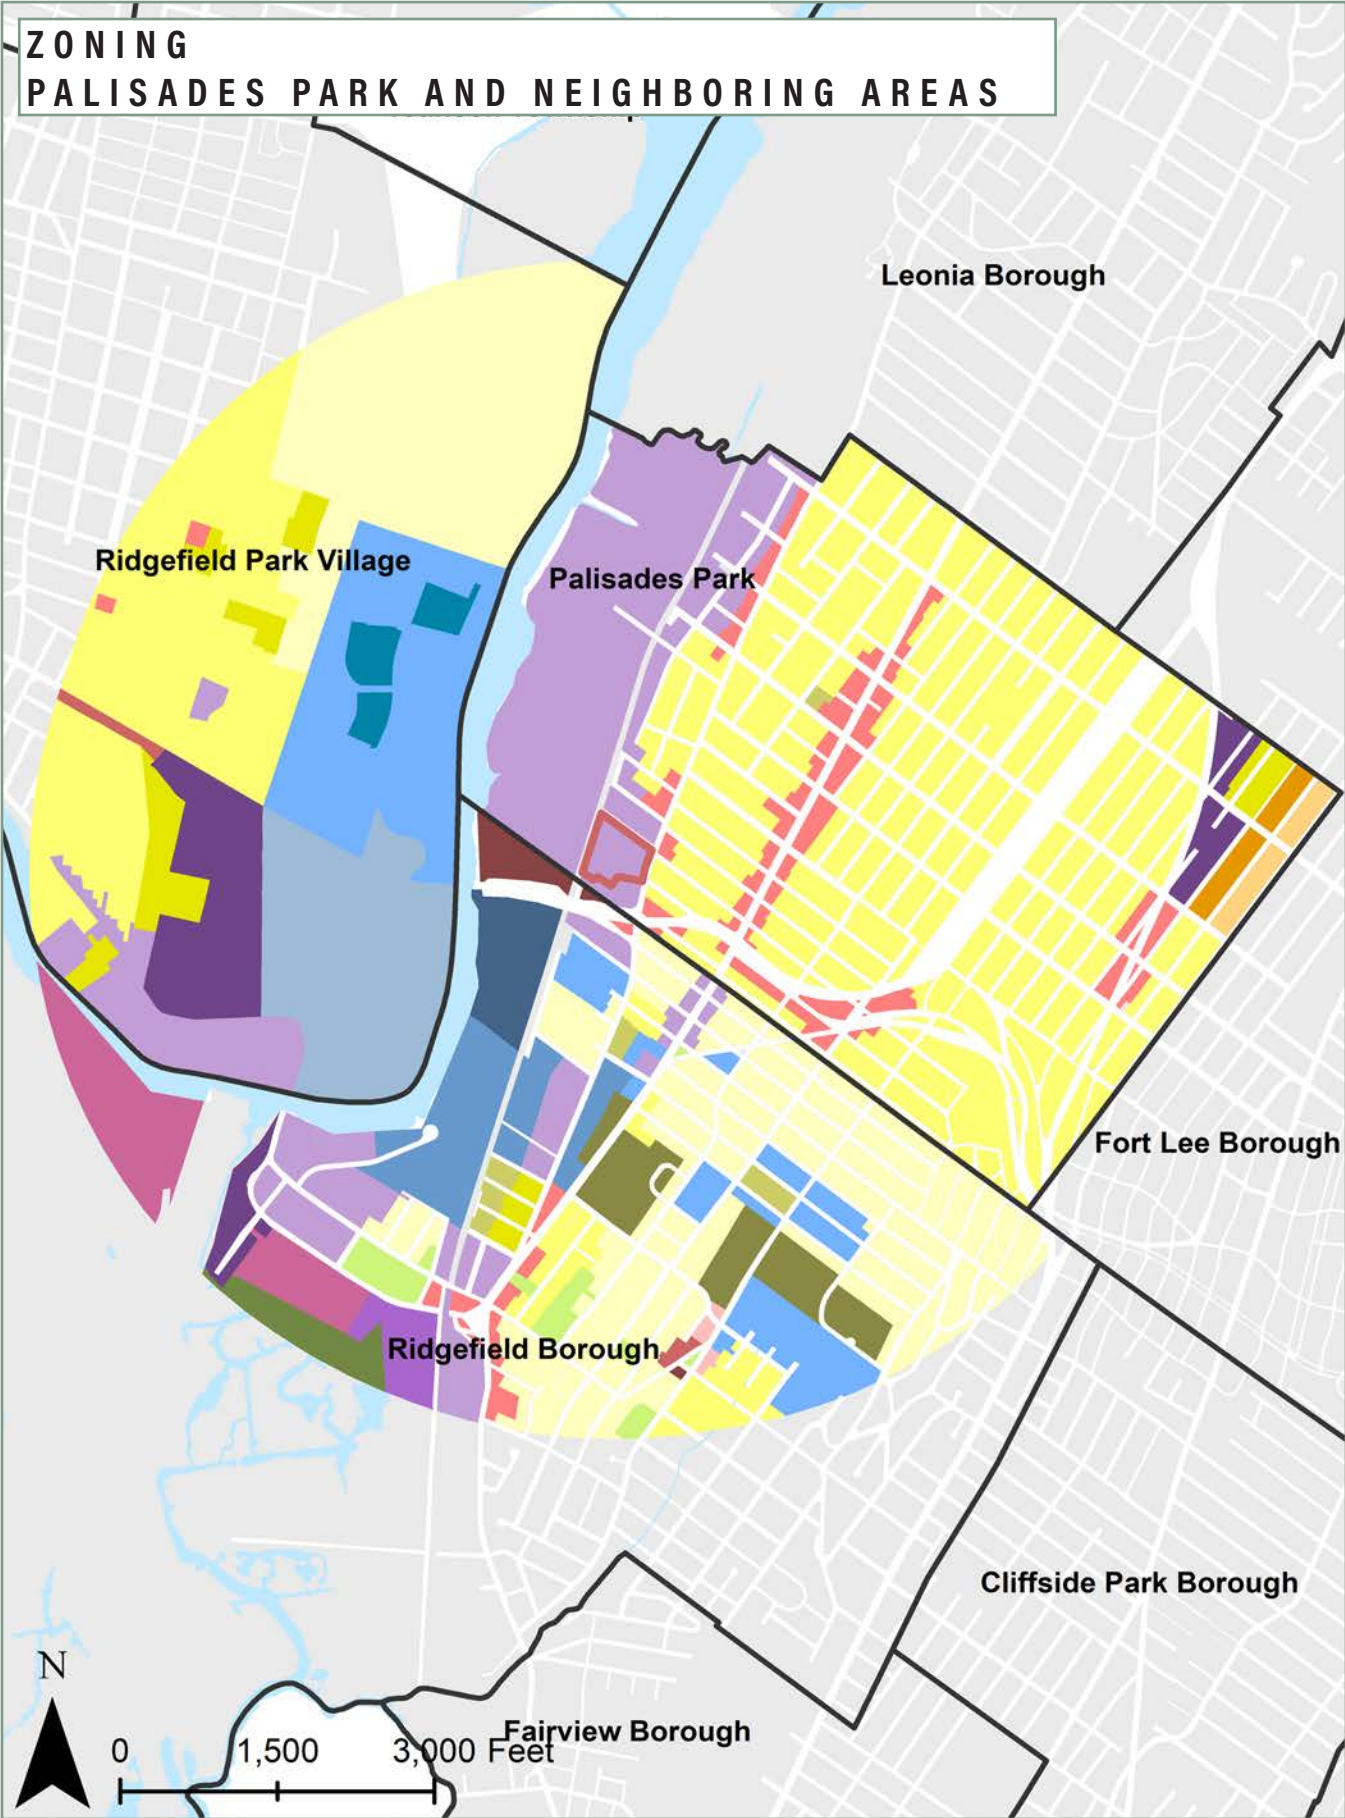 ZONING
PALISADES PARK AND NEIGHBORING AREAS
Leonia Borough
Ridgefield Park Village
Palisades Park
Fort Lee Borough
Ridgefield Borough
Cliffside Park Borough
N
Fairview Borough
0 1,500 3,000 Feet